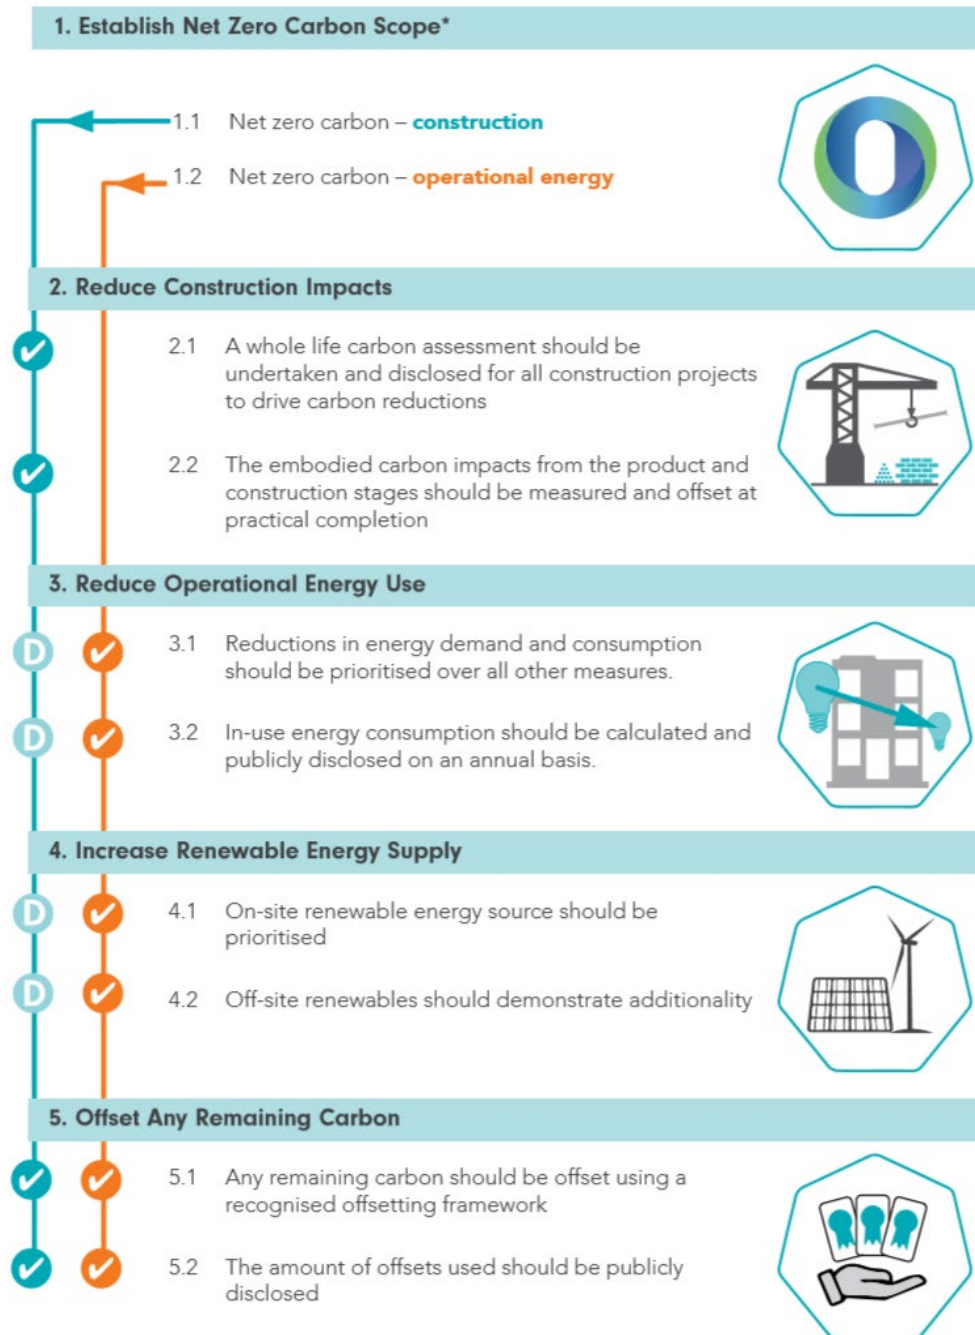 1. Establish Net Zero Carbon Scope*
1.1 Net zero carbon – construction
1.2 Net zero carbon – operational energy
2. Reduce Construction Impacts
2.1 A whole life carbon assessment should be
undertaken and disclosed for all construction projects
to drive carbon reductions
2.2 The embodied carbon impacts from the product and
construction stages should be measured and offset at
practical completion
3. Reduce Operational Energy Use
D 3.1 Reductions in energy demand and consumption
should be prioritised over all other measures.
D 3.2 In-use energy consumption should be calculated and
publicly disclosed on an annual basis.
4. Increase Renewable Energy Supply
D 4.1 On-site renewable energy source should be
prioritised
D 4.2 Off-site renewables should demonstrate additionality
5. Offset Any Remaining Carbon
5.1 Any remaining carbon should be offset using a
recognised offsetting framework
5.2 The amount of offsets used should be publicly
disclosed